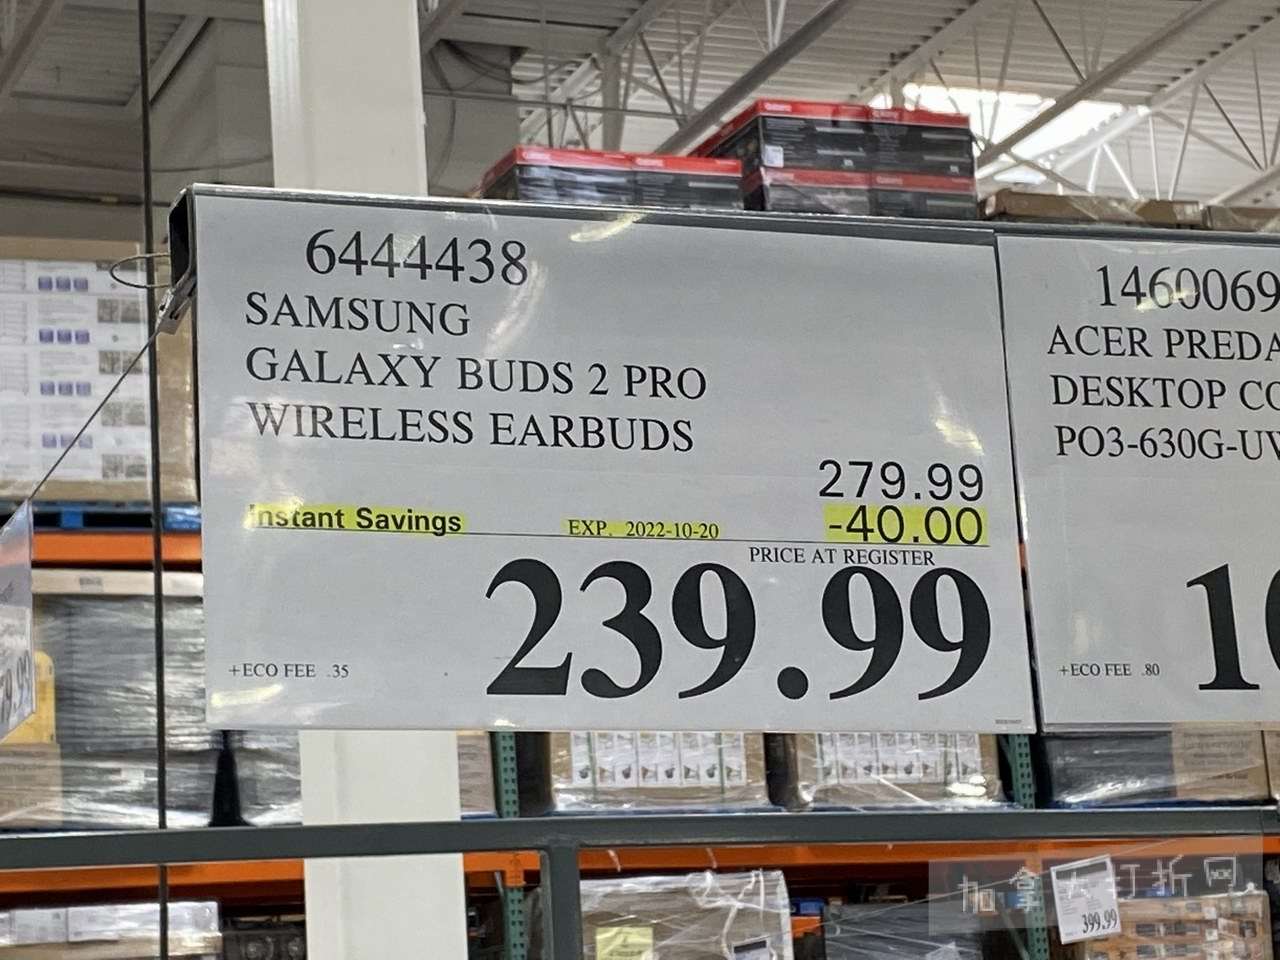 6444438
SAMSUNG
GALAXY BUDS 2 PRO
WIRELESS EARBUDS
279.99
Instant Savings EXP. 2022-10-20 -40.00
PRICE AT REGISTER
239.99
+ECO FEE .35
1460069
ACER PREDA
DESKTOP CO
PO3-630G-UV
+ECO FEE .80
399.99
加拿大打折网